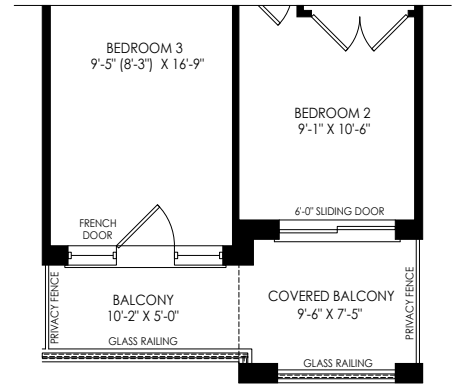 BEDROOM 3
9'-5" (8'-3") X 16'-9"
BEDROOM 2
9'-1" X 10'-6"
6'-0" SLIDING DOOR
FRENCH
DOOR
PRIVACY FENCE
BALCONY
10'-2" X 5'-0"
GLASS RAILING
COVERED BALCONY
9'-6" X 7'-5"
GLASS RAILING
PRIVACY FENCE